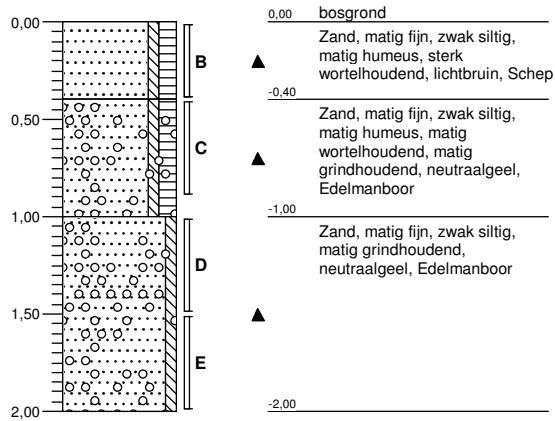 0,00
0,50
1,00
1,50
2,00
B
C
D
E
0,00 bosgrond
Zand, matig fijn, zwak siltig,
matig humeus, sterk
wortelhoudend, lichtbruin, Schep
-0,40
Zand, matig fijn, zwak siltig,
matig humeus, matig
wortelhoudend, matig
grindhoudend, neutraalgeel,
Edelmanboor
-1,00
Zand, matig fijn, zwak siltig,
matig grindhoudend,
neutraalgeel, Edelmanboor
-2,00